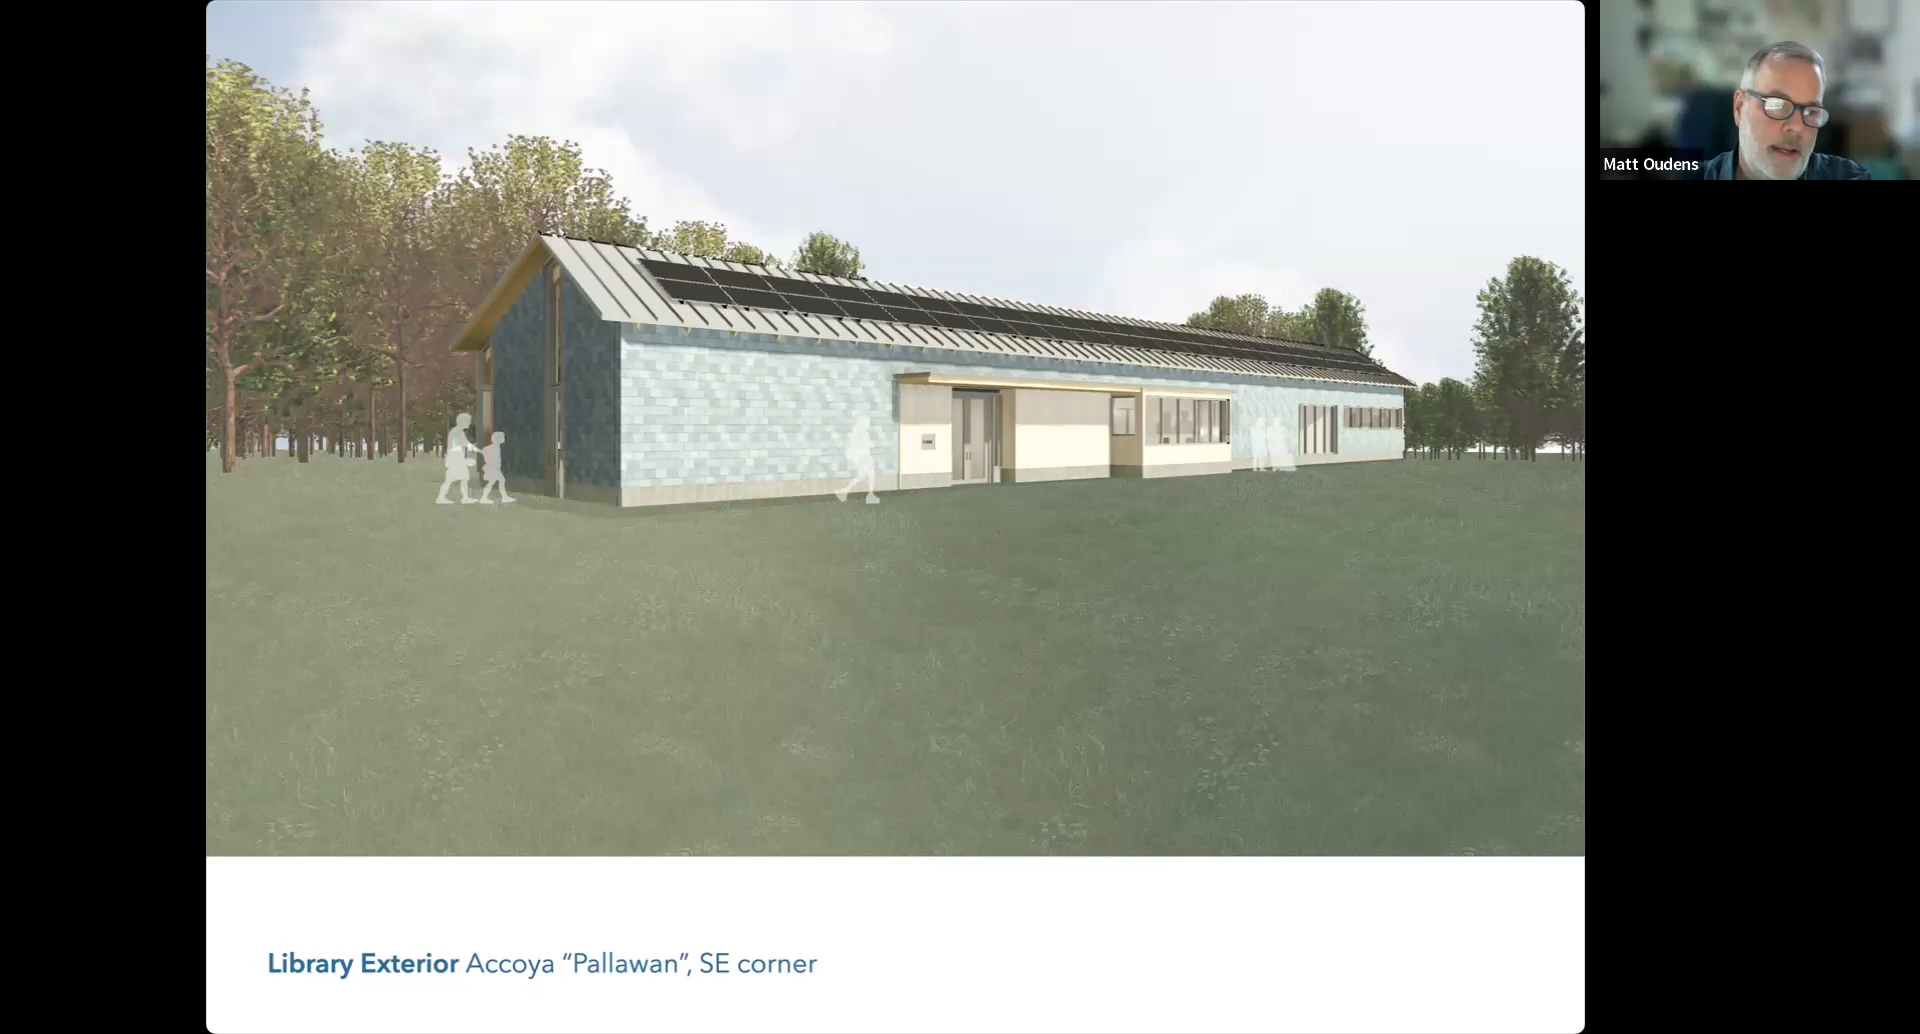 Matt Oudens
Library Exterior Accoya “Pallawan”, SE corner